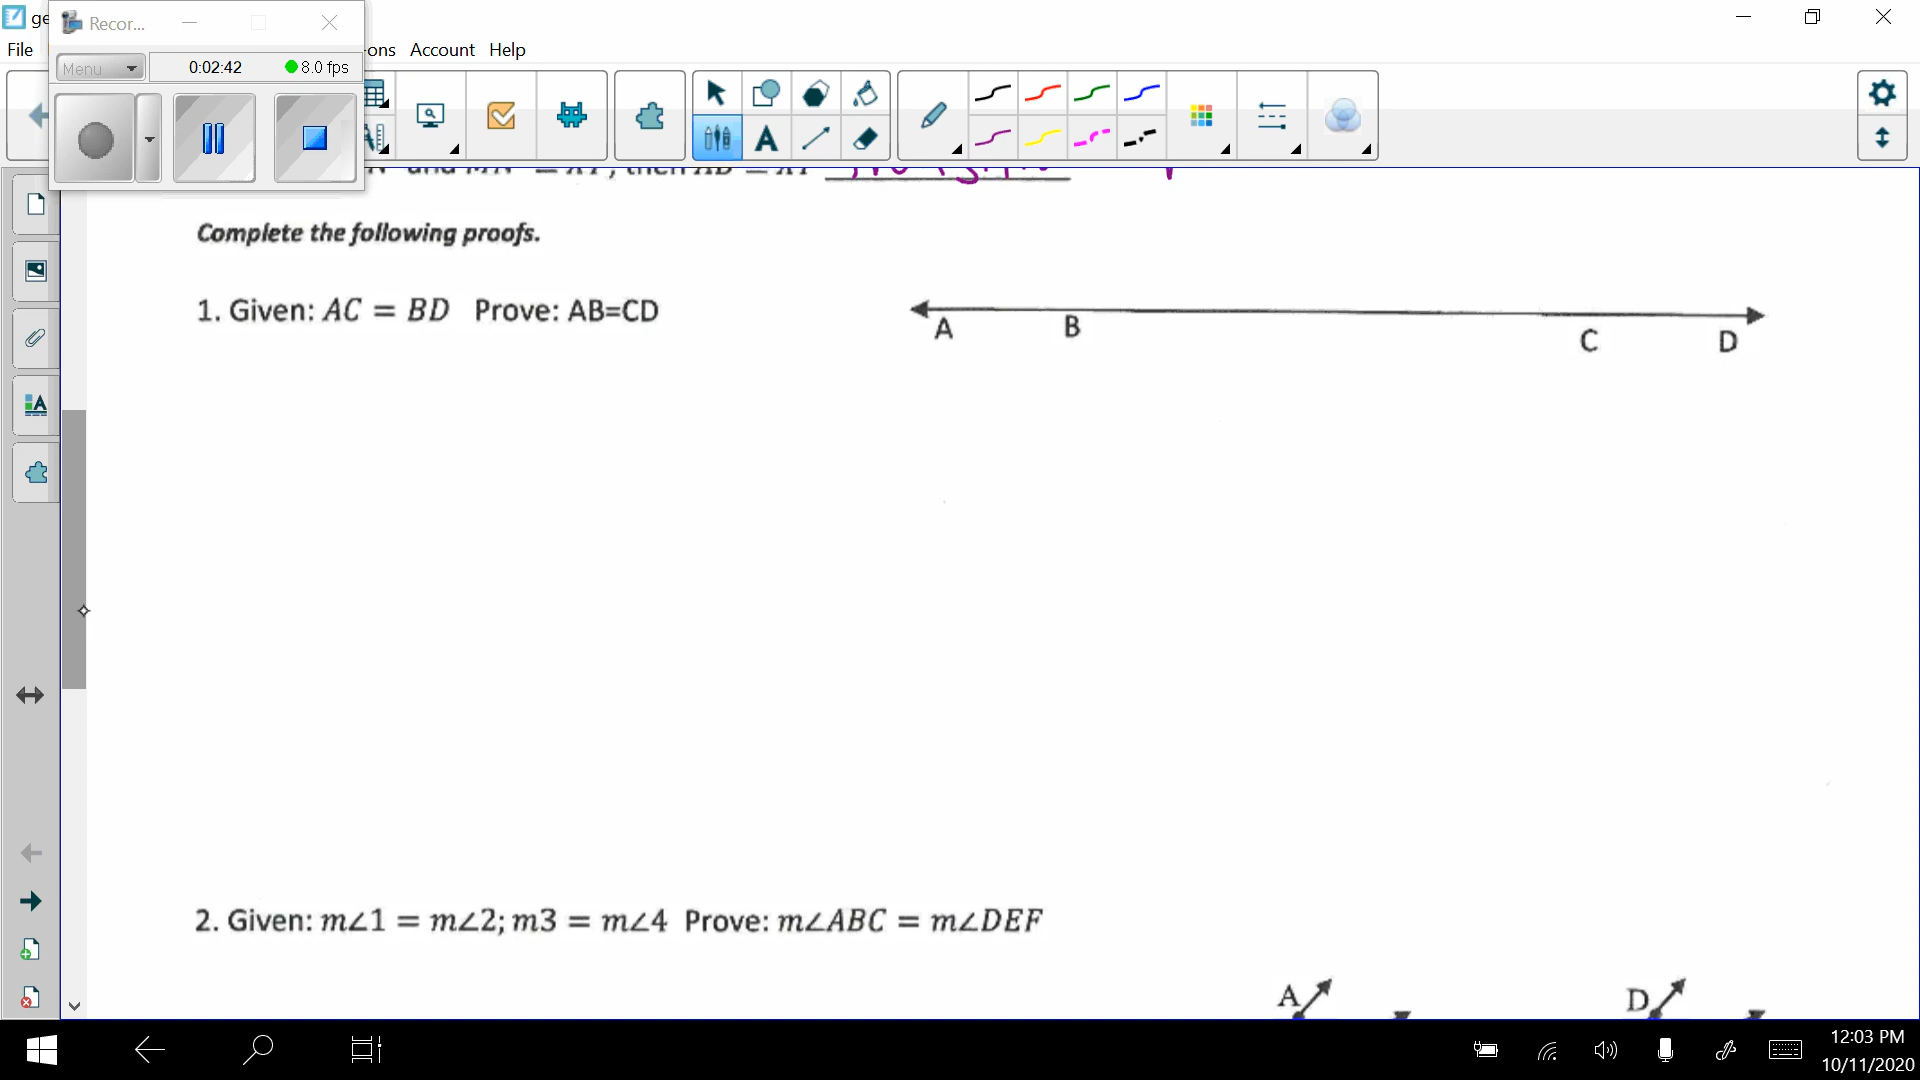 ge
Recor...
File
-ons Account Help
Menu
0:02:42
8.0 fps
A
Complete the following proofs.
1. Given: AC = BD Prove: AB=CD
A
B
C
D
A
2. Given: m∠1 = m∠2; m3 = m∠4 Prove: m∠ABC = m∠DEF
A
D
12:03 PM
10/11/2020